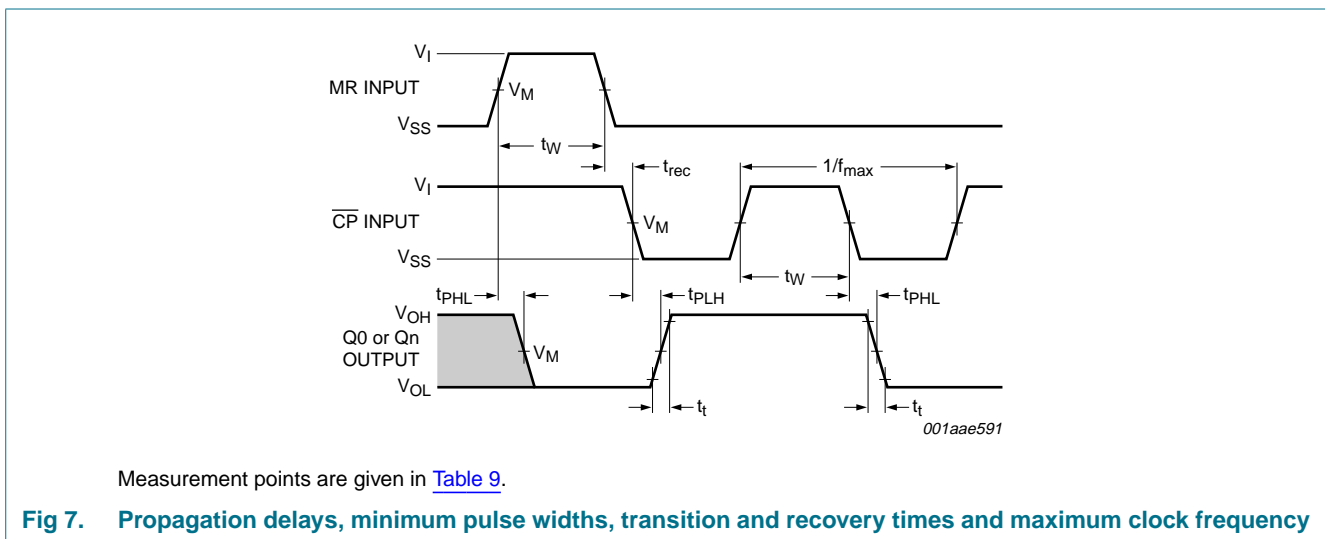 VI
MR INPUT
VM
VSS
tW
trec
1/fmax
VI
CP INPUT
VM
VSS
tW
tPHL
tPLH
tPHL
VOH
Q0 or Qn
OUTPUT
VM
VOL
tt
tt
001aae591
Measurement points are given in Table 9.
Fig 7. Propagation delays, minimum pulse widths, transition and recovery times and maximum clock frequency